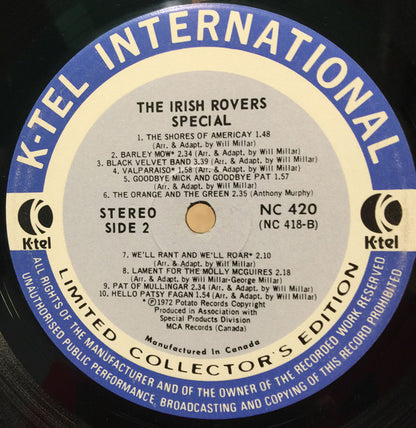 K-TEL INTERNATIONAL
THE IRISH ROVERS
SPECIAL
1. THE SHORES OF AMERICAY 1.48
(Arr. & Adapt. by Will Millar)
2. BARLEY MOW* 2.34 (Arr. & Adapt. by Will Millar)
3. BLACK VELVET BAND 3.39 (Arr. & Adapt. by Will Millar)
4. VALPARAISO* 1.58 (Arr. & Adapt. by Will Millar)
5. GOODBYE MICK AND GOODBYE PAT 1.57
(Arr. & Adapt. by Will Millar)
6. THE ORANGE AND THE GREEN 2.35 (Anthony Murphy)
STEREO
SIDE 2
NC 420
(NC 418-B)
K-tel
K-tel
7. WE'LL RANT AND WE'LL ROAR* 2.10
(Arr. & Adapt. by Will Millar)
8. LAMENT FOR THE MOLLY MCGUIRES 2.18
(Arr. & Adapt. by Will Millar-George Millar)
9. PAT OF MULLINGAR 2.34 (Arr. & Adapt. by Will Millar)
10. HELLO PATSY FAGAN 1.54 (Arr. & Adapt. by Will Millar)
Ⓟ1972 Potato Records Copyright
Produced in Association with
Special Products Division
MCA Records (Canada)
Manufactured in Canada
LIMITED COLLECTOR'S EDITION
ALL RIGHTS OF THE MANUFACTURER AND OF THE OWNER OF THE RECORDED WORK RESERVED
UNAUTHORISED PUBLIC PERFORMANCE, BROADCASTING AND COPYING OF THIS RECORD PROHIBITED